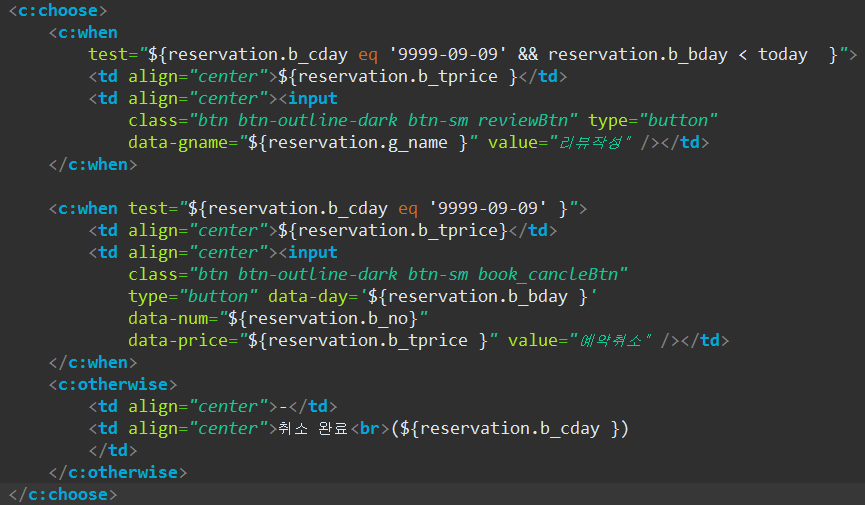 <c:choose>
    <c:when
        test="${reservation.b_cday eq '9999-09-09' && reservation.b_bday < today  }">
        <td align="center">${reservation.b_tprice }</td>
        <td align="center"><input
            class="btn btn-outline-dark btn-sm reviewBtn" type="button"
            data-gname="${reservation.g_name }" value="리뷰작성" /></td>
    </c:when>

    <c:when test="${reservation.b_cday eq '9999-09-09' }">
        <td align="center">${reservation.b_tprice}</td>
        <td align="center"><input
            class="btn btn-outline-dark btn-sm book_cancleBtn"
            type="button" data-day='${reservation.b_bday }'
            data-num="${reservation.b_no}"
            data-price="${reservation.b_tprice }" value="예약취소" /></td>
    </c:when>
    <c:otherwise>
        <td align="center">-</td>
        <td align="center">취소 완료<br>(${reservation.b_cday })
        </td>
    </c:otherwise>
</c:choose>